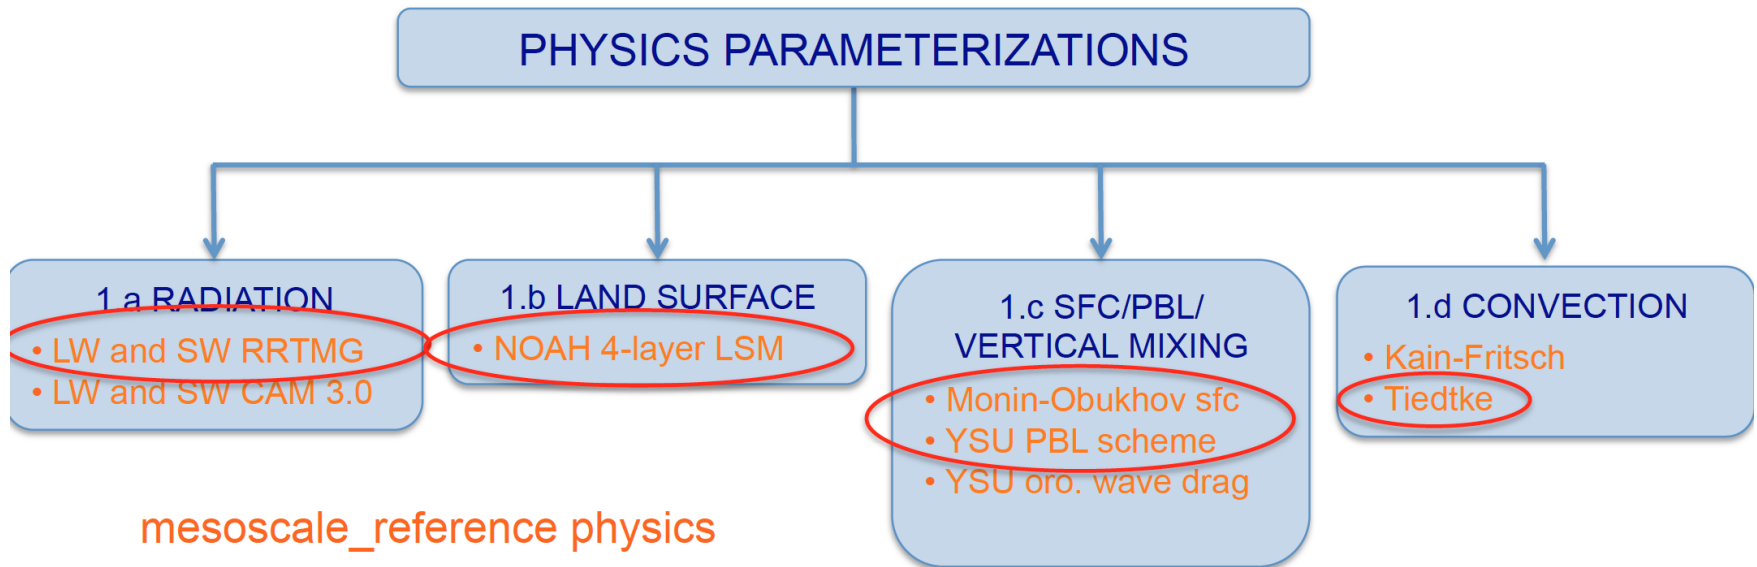 PHYSICS PARAMETERIZATIONS
1.a RADIATION
• LW and SW RRTMG
• LW and SW CAM 3.0
1.b LAND SURFACE
• NOAH 4-layer LSM
1.c SFC/PBL/
VERTICAL MIXING
• Monin-Obukhov sfc
• YSU PBL scheme
• YSU oro. wave drag
1.d CONVECTION
• Kain-Fritsch
• Tiedtke
mesoscale_reference physics